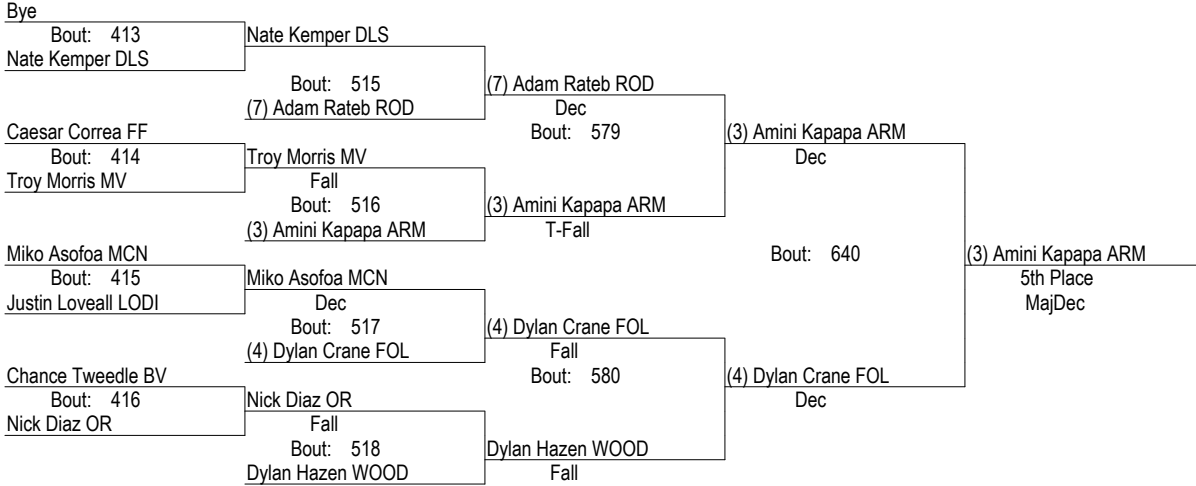 Bye
Bout: 413
Nate Kemper DLS
Nate Kemper DLS
Bout: 515
(7) Adam Rateb ROD
(7) Adam Rateb ROD
Dec
Bout: 579
Caesar Correa FF
Bout: 414
Troy Morris MV
Troy Morris MV
Fall
Bout: 516
(3) Amini Kapapa ARM
(3) Amini Kapapa ARM
T-Fall
(3) Amini Kapapa ARM
Dec
Bout: 640
Miko Asofoa MCN
Bout: 415
Justin Loveall LODI
Miko Asofoa MCN
Dec
Bout: 517
(4) Dylan Crane FOL
(4) Dylan Crane FOL
Fall
Bout: 580
Chance Tweedle BV
Bout: 416
Nick Diaz OR
Nick Diaz OR
Fall
Bout: 518
Dylan Hazen WOOD
Dylan Hazen WOOD
Fall
(4) Dylan Crane FOL
Dec
(3) Amini Kapapa ARM
5th Place
MajDec